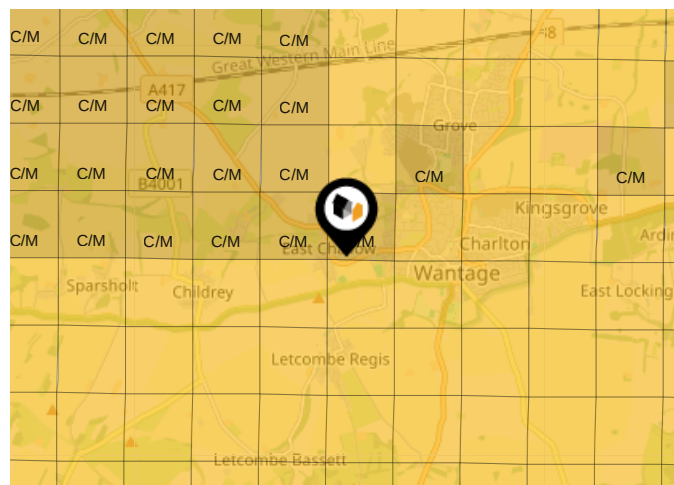 C/M C/M C/M C/M C/M
Great Western Main Line
A417
C/M C/M C/M C/M C/M
Grove
C/M C/M C/M C/M C/M C/M C/M
B4001
Kingsgrove
C/M C/M C/M C/M C/M
East Charlton
Wantage
Sparsholt
Childrey
East Locking
Letcombe Regis
Letcombe Bassett